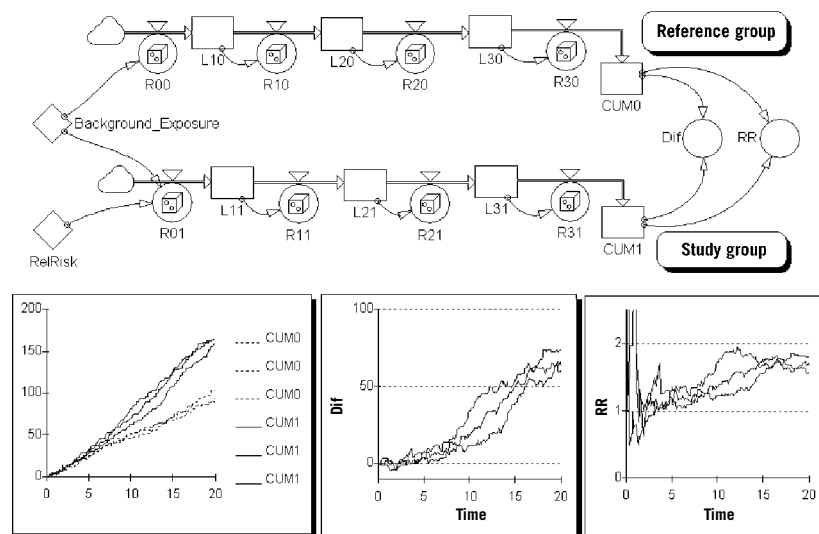 Reference group
R00
L10
R10
L20
R20
L30
R30
CUM0
Background_Exposure
Dif
RR
R01
L11
R11
L21
R21
L31
R31
CUM1
Study group
RelRisk
200
150
100
50
0
0 5 10 15 20
CUM0
CUM0
CUM0
CUM1
CUM1
CUM1
100
50
0
Dif
0 5 10 15 20
Time
2
1
0
RR
0 5 10 15 20
Time